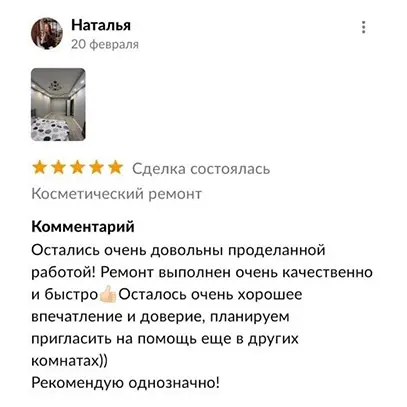 Наталья
20 февраля
Сделка состоялась
Косметический ремонт
Комментарий
Остались очень довольны проделанной
работой! Ремонт выполнен очень качественно
и быстро👍🏻Осталось очень хорошее
впечатление и доверие, планируем
пригласить на помощь еще в других
комнатах))
Рекомендую однозначно!